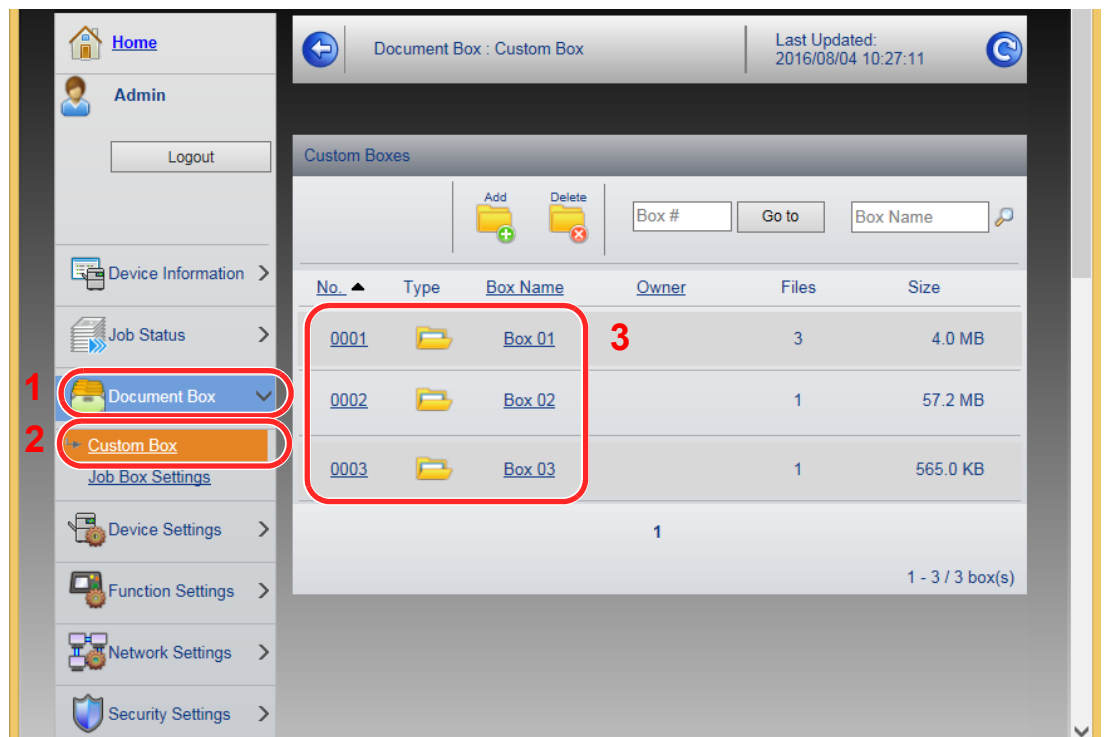 Home
Admin
Logout
Device Information
Job Status
1
Document Box
2
Custom Box
Job Box Settings
Device Settings
Function Settings
Network Settings
Security Settings
Document Box : Custom Box
Last Updated:
2016/08/04 10:27:11
Custom Boxes
Add Delete
Box # Go to Box Name
No. Type Box Name Owner Files Size
0001 Box 01 3 3 4.0 MB
0002 Box 02 1 57.2 MB
0003 Box 03 1 565.0 KB
1
1 - 3 / 3 box(s)